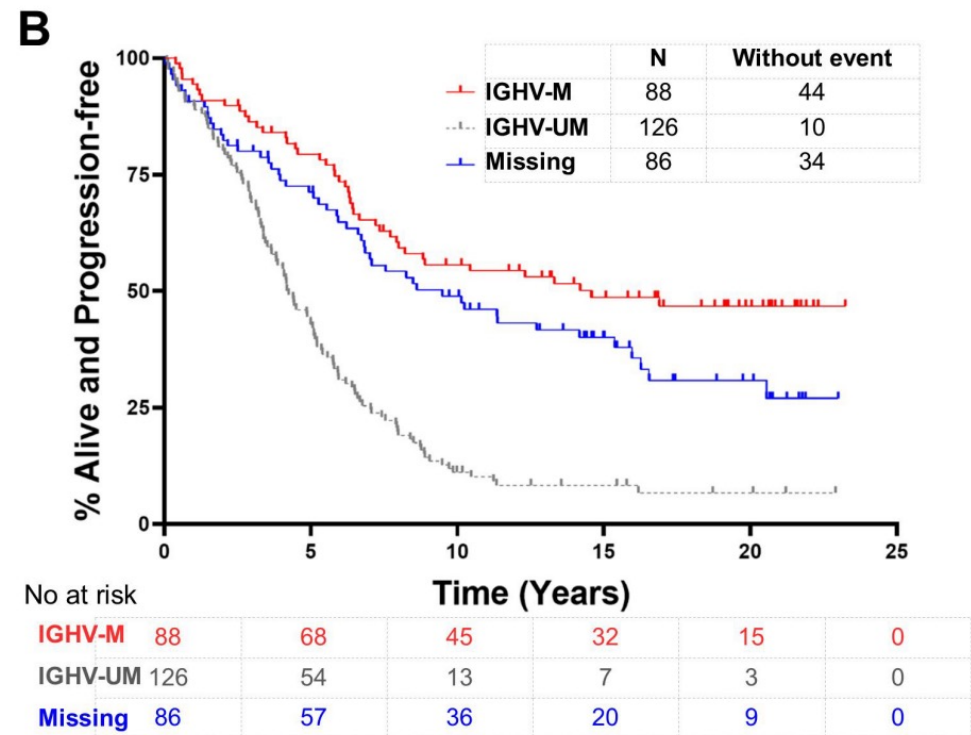 B
% Alive and Progression-free
100
75
50
25
0
N Without event
IGHV-M 88 44
IGHV-UM 126 10
Missing 86 34
0 5 10 15 20 25
Time (Years)
No at risk
IGHV-M 88 68 45 32 15 0
IGHV-UM 126 54 13 7 3 0
Missing 86 57 36 20 9 0